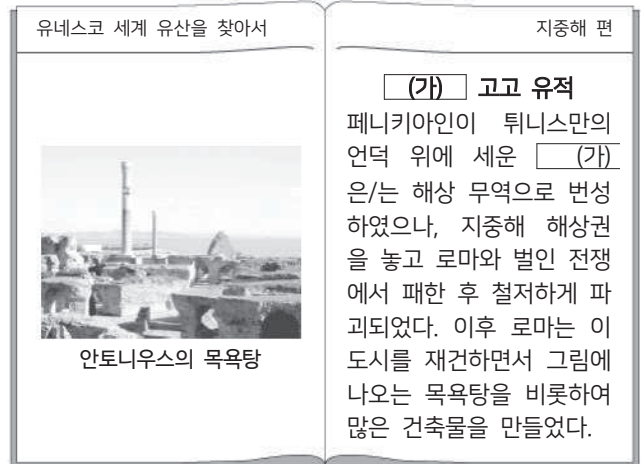 유네스코 세계 유산을 찾아서
안토니우스의 목욕탕
지중해 편
(가) 고고 유적
페니키아인이 튀니스만의
언덕 위에 세운 (가)
은/는 해상 무역으로 번성
하였으나, 지중해 해상권
을 놓고 로마와 벌인 전쟁
에서 패한 후 철저하게 파
괴되었다. 이후 로마는 이
도시를 재건하면서 그림에
나오는 목욕탕을 비롯하여
많은 건축물을 만들었다.